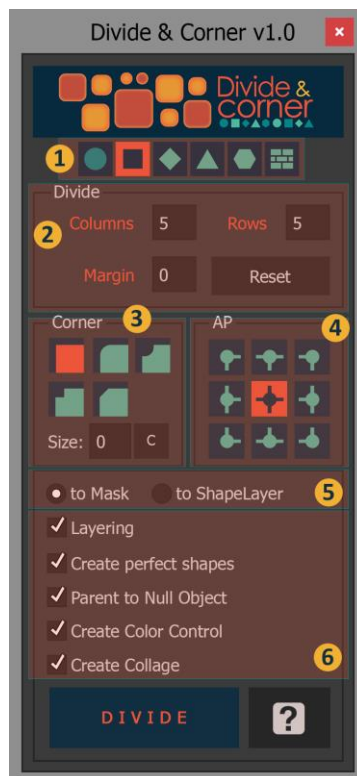 Divide & Corner v1.0
×
Divide &
corner
1
Divide
2
Columns 5 Rows 5
Margin 0 Reset
Corner 3 AP 4
Size: 0 C
to Mask to ShapeLayer 5
Layering
Create perfect shapes
Parent to Null Object
Create Color Control
Create Collage 6
DIVIDE ?